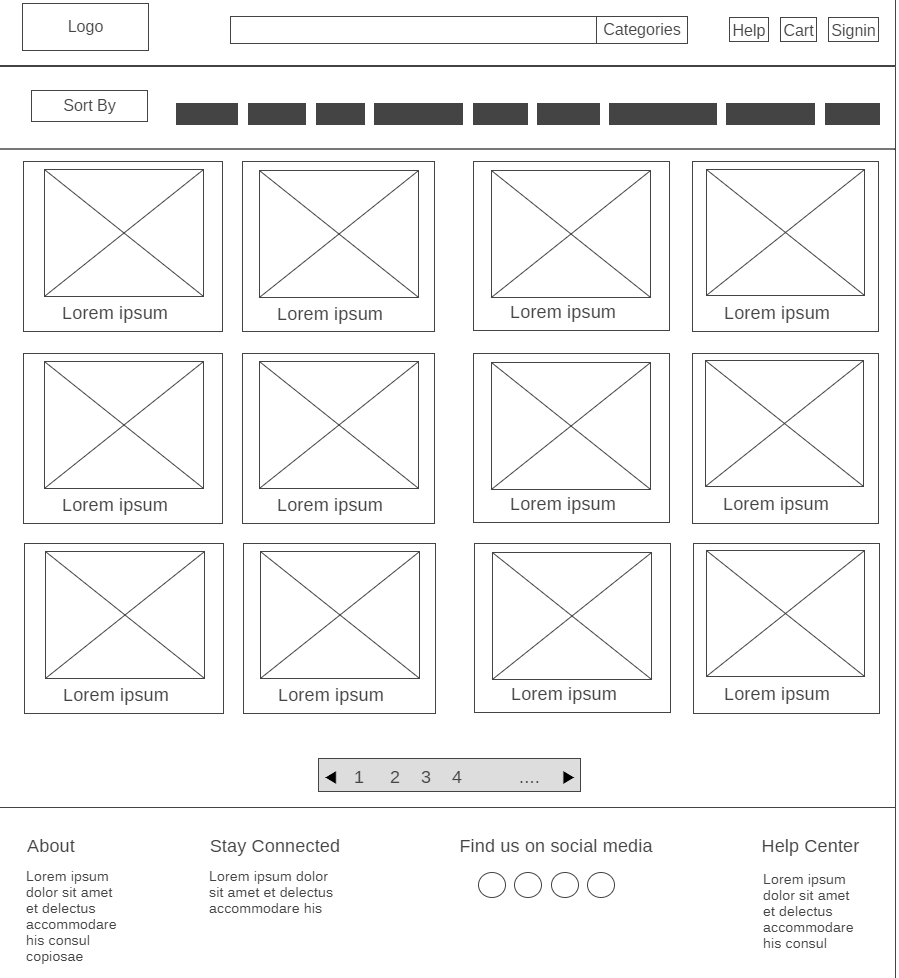 Logo
Categories
Help
Cart
Signin
Sort By
Lorem ipsum
Lorem ipsum
Lorem ipsum
Lorem ipsum
Lorem ipsum
Lorem ipsum
Lorem ipsum
Lorem ipsum
Lorem ipsum
Lorem ipsum
Lorem ipsum
Lorem ipsum
1 2 3 4 ....
About
Lorem ipsum
dolor sit amet
et delectus
accommodare
his consul
copiosae
Stay Connected
Lorem ipsum dolor
sit amet et delectus
accommodare his
Find us on social media
Help Center
Lorem ipsum
dolor sit amet
et delectus
accommodare
his consul